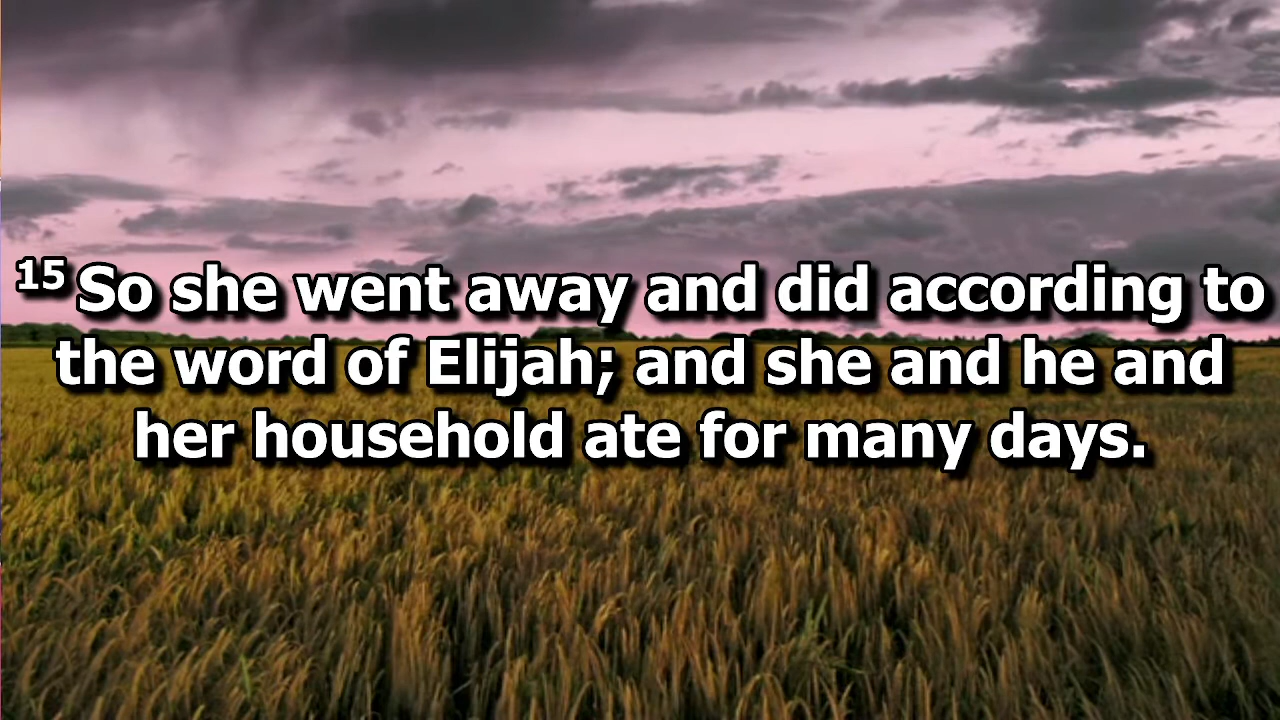 15 So she went away and did according to
the word of Elijah; and she and he and
her household ate for many days.